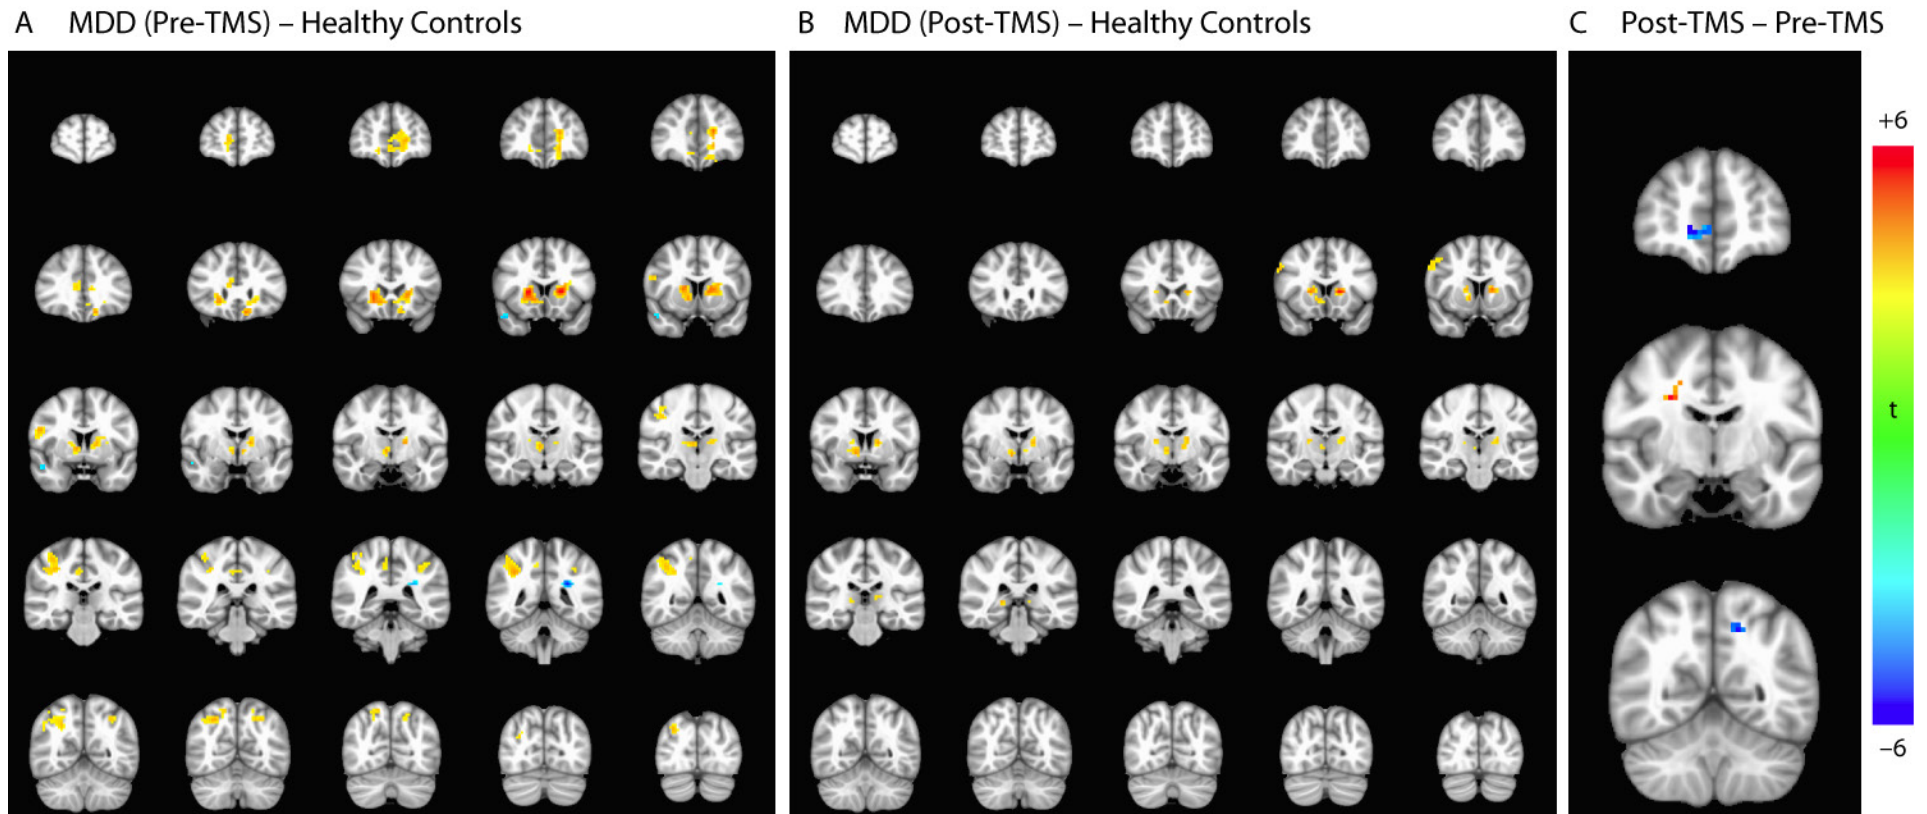 A MDD (Pre-TMS) – Healthy Controls
B MDD (Post-TMS) – Healthy Controls
C Post-TMS – Pre-TMS
+6
t
–6